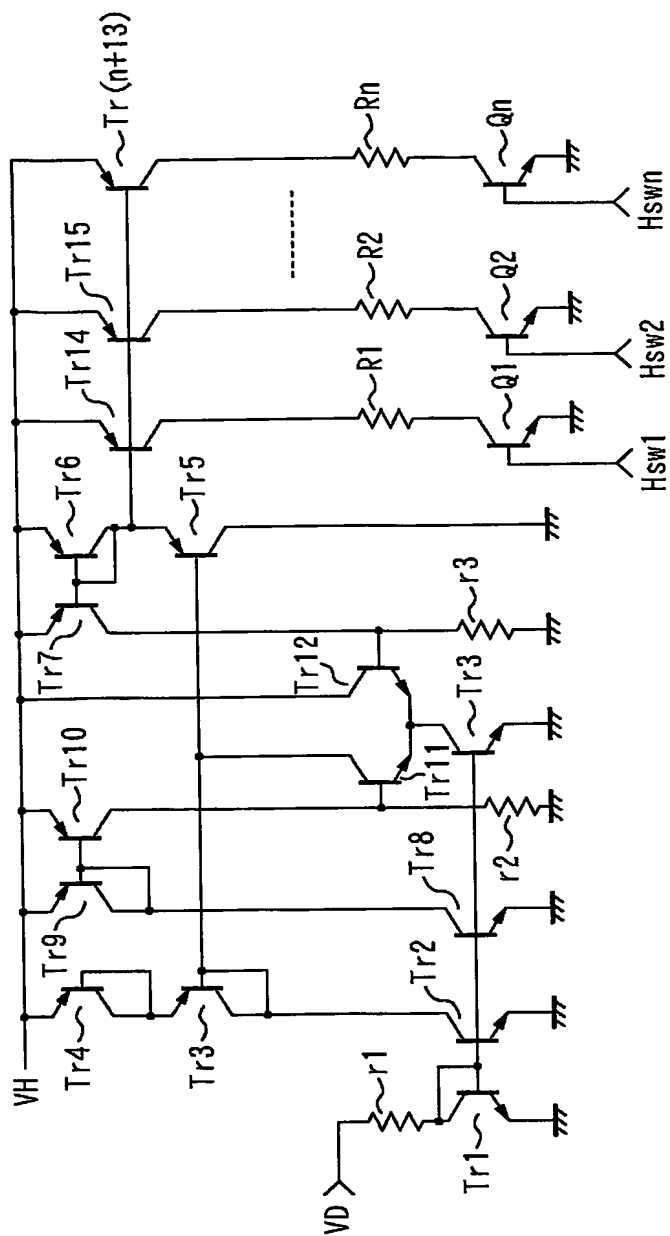 VH
Tr4
Tr3
Tr9
Tr10
Tr7
Tr6
Tr5
Tr14
Tr15
Tr(n+13)
VD
r1
Tr1
Tr2
Tr8
r2
Tr11
Tr12
Tr3
r3
R1
R2
Rn
Q1
Q2
Qn
Hsw1
Hsw2
Hswn